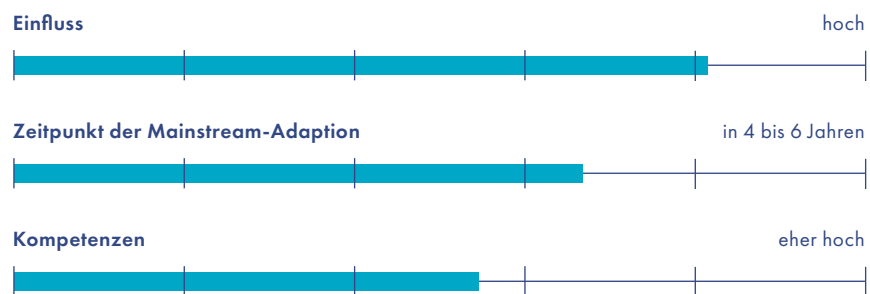 Einfluss hoch
Zeitpunkt der Mainstream-Adaption in 4 bis 6 Jahren
Kompetenzen eher hoch